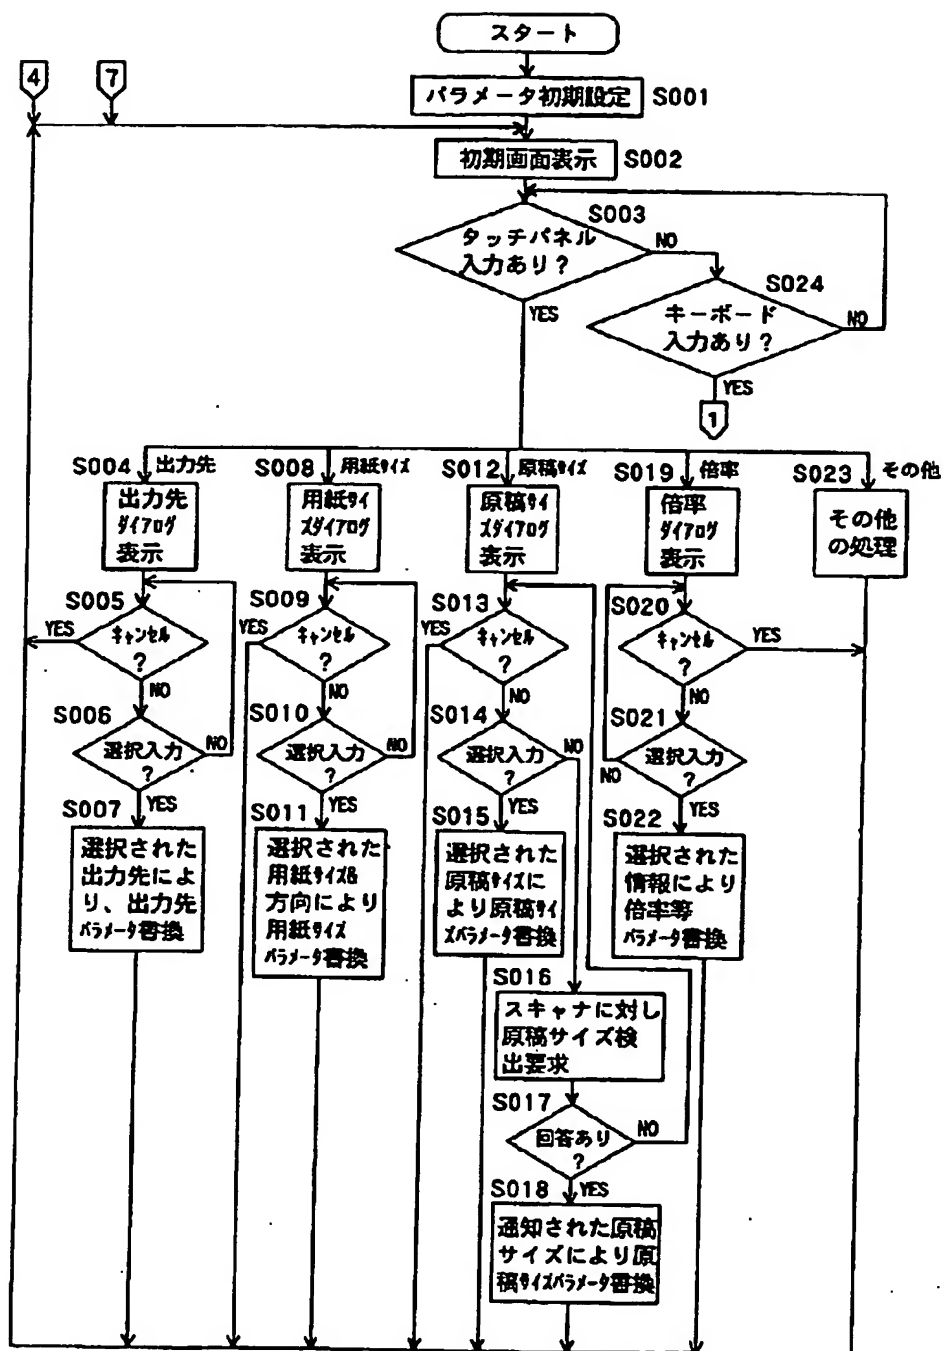 スタート
4
7
パラメータ初期設定
S001
初期画面表示
S002
S003
タッチパネル
入力あり？
NO
YES
S024
キーボード
入力あり？
NO
YES
1
S004
出力先
出力先
ダイアログ
表示
S005
キャンセル
？
YES
NO
S006
選択入力
？
NO
YES
S007
選択された
出力先によ
り、出力先
パラメータ書換
S008
用紙サイズ
用紙サイ
ズダイアログ
表示
S009
キャンセル
？
YES
NO
S010
選択入力
？
NO
YES
S011
選択された
用紙サイズ&
方向により
用紙サイズ
パラメータ書換
S012
原稿サイズ
原稿サイ
ズダイアログ
表示
S013
キャンセル
？
YES
NO
S014
選択入力
？
NO
YES
S015
選択された
原稿サイズに
より原稿サイ
ズパラメータ書換
S016
スキャナに対し
原稿サイズ検
出要求
S017
回答あり
？
NO
YES
S018
通知された原稿
サイズにより原
稿サイズパラメータ書換
S019
倍率
倍率
ダイアログ
表示
S020
キャンセル
？
YES
NO
S021
選択入力
？
NO
YES
S022
選択された
情報により
倍率等
パラメータ書換
S023
その他
その他
の処理